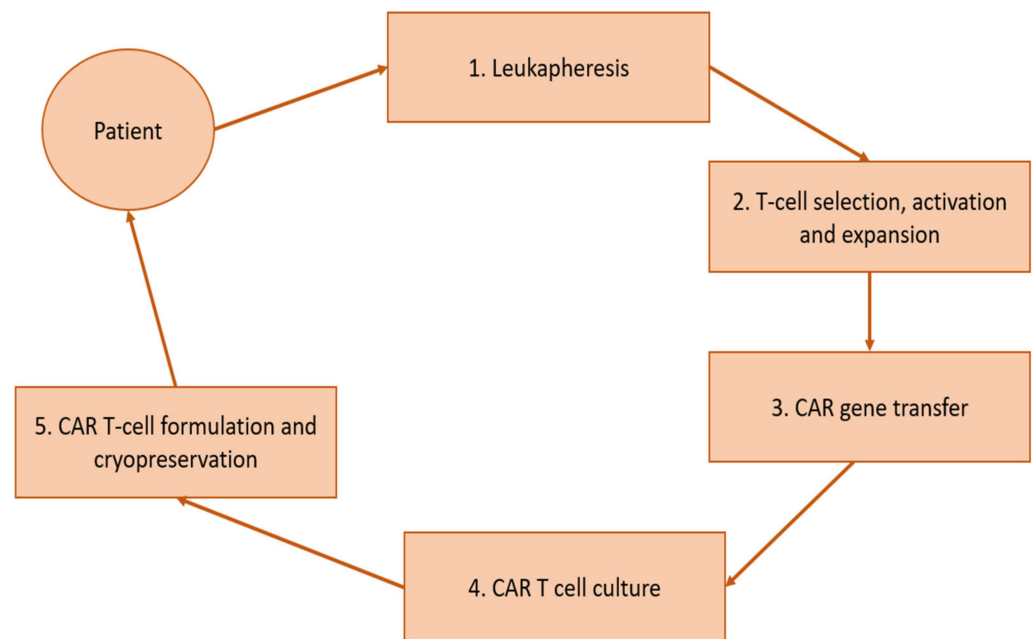 Patient
1. Leukapheresis
2. T-cell selection, activation
and expansion
3. CAR gene transfer
4. CAR T cell culture
5. CAR T-cell formulation and
cryopreservation